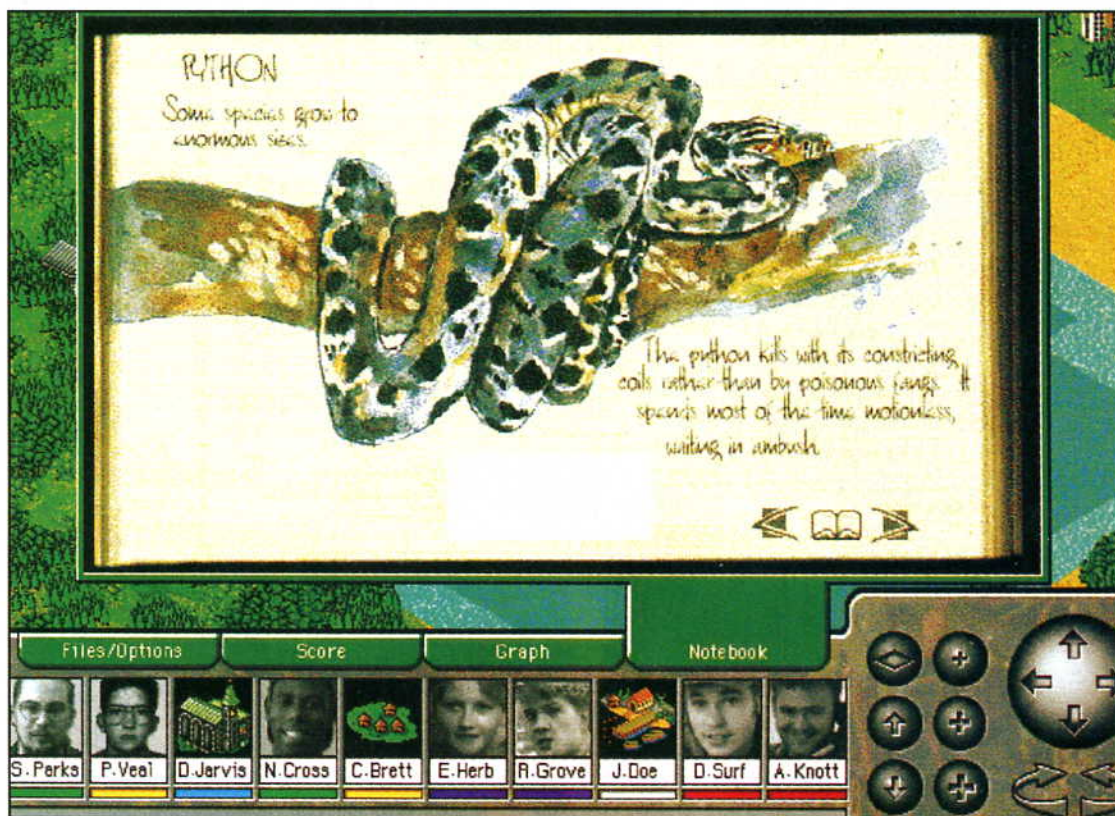 PYTHON
Some species grow to
enormous sizes.
The python kills with its constricting
coils rather than by poisonous fangs. It
spends most of the time motionless,
waiting in ambush.
Files/Options
Score
Graph
Notebook
S.Parks
P.Veal
D.Jarvis
N.Cross
C.Brett
E.Herb
R.Grove
J.Doe
D.Surf
A.Knott